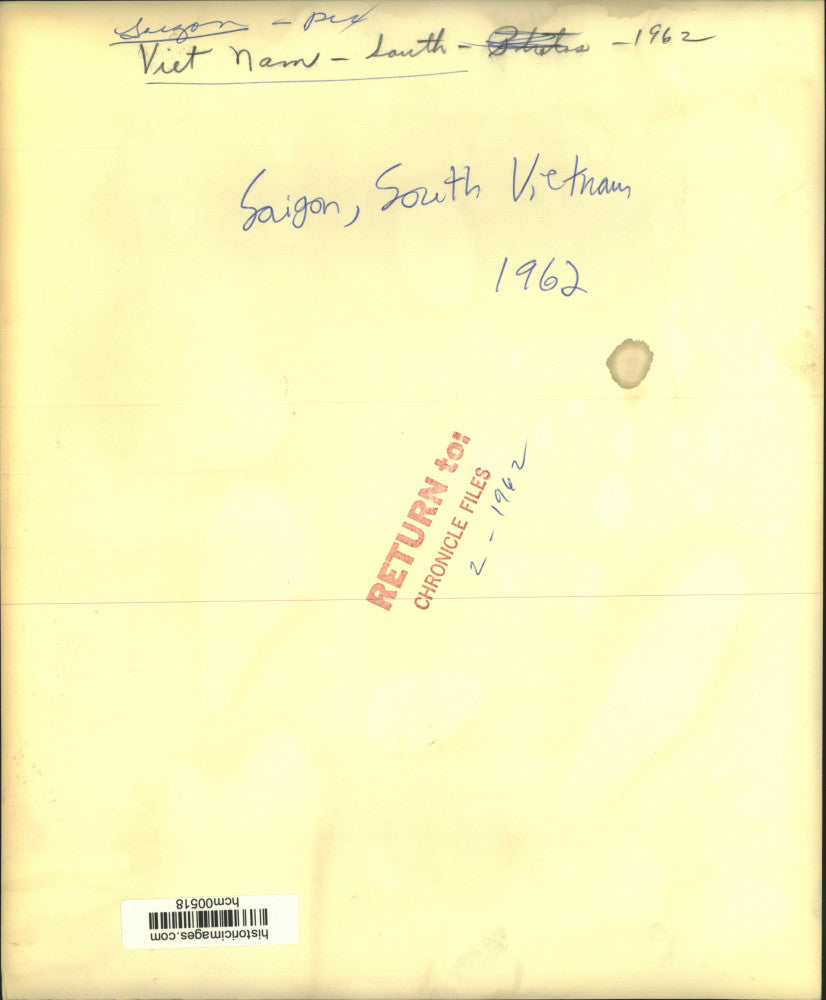 Saigon - pix
Viet Nam - South - Photos - 1962
Saigon, South Vietnam
1962
RETURN to:
CHRONICLE FILES
2 - 1962
hcm00518
historicimages.com